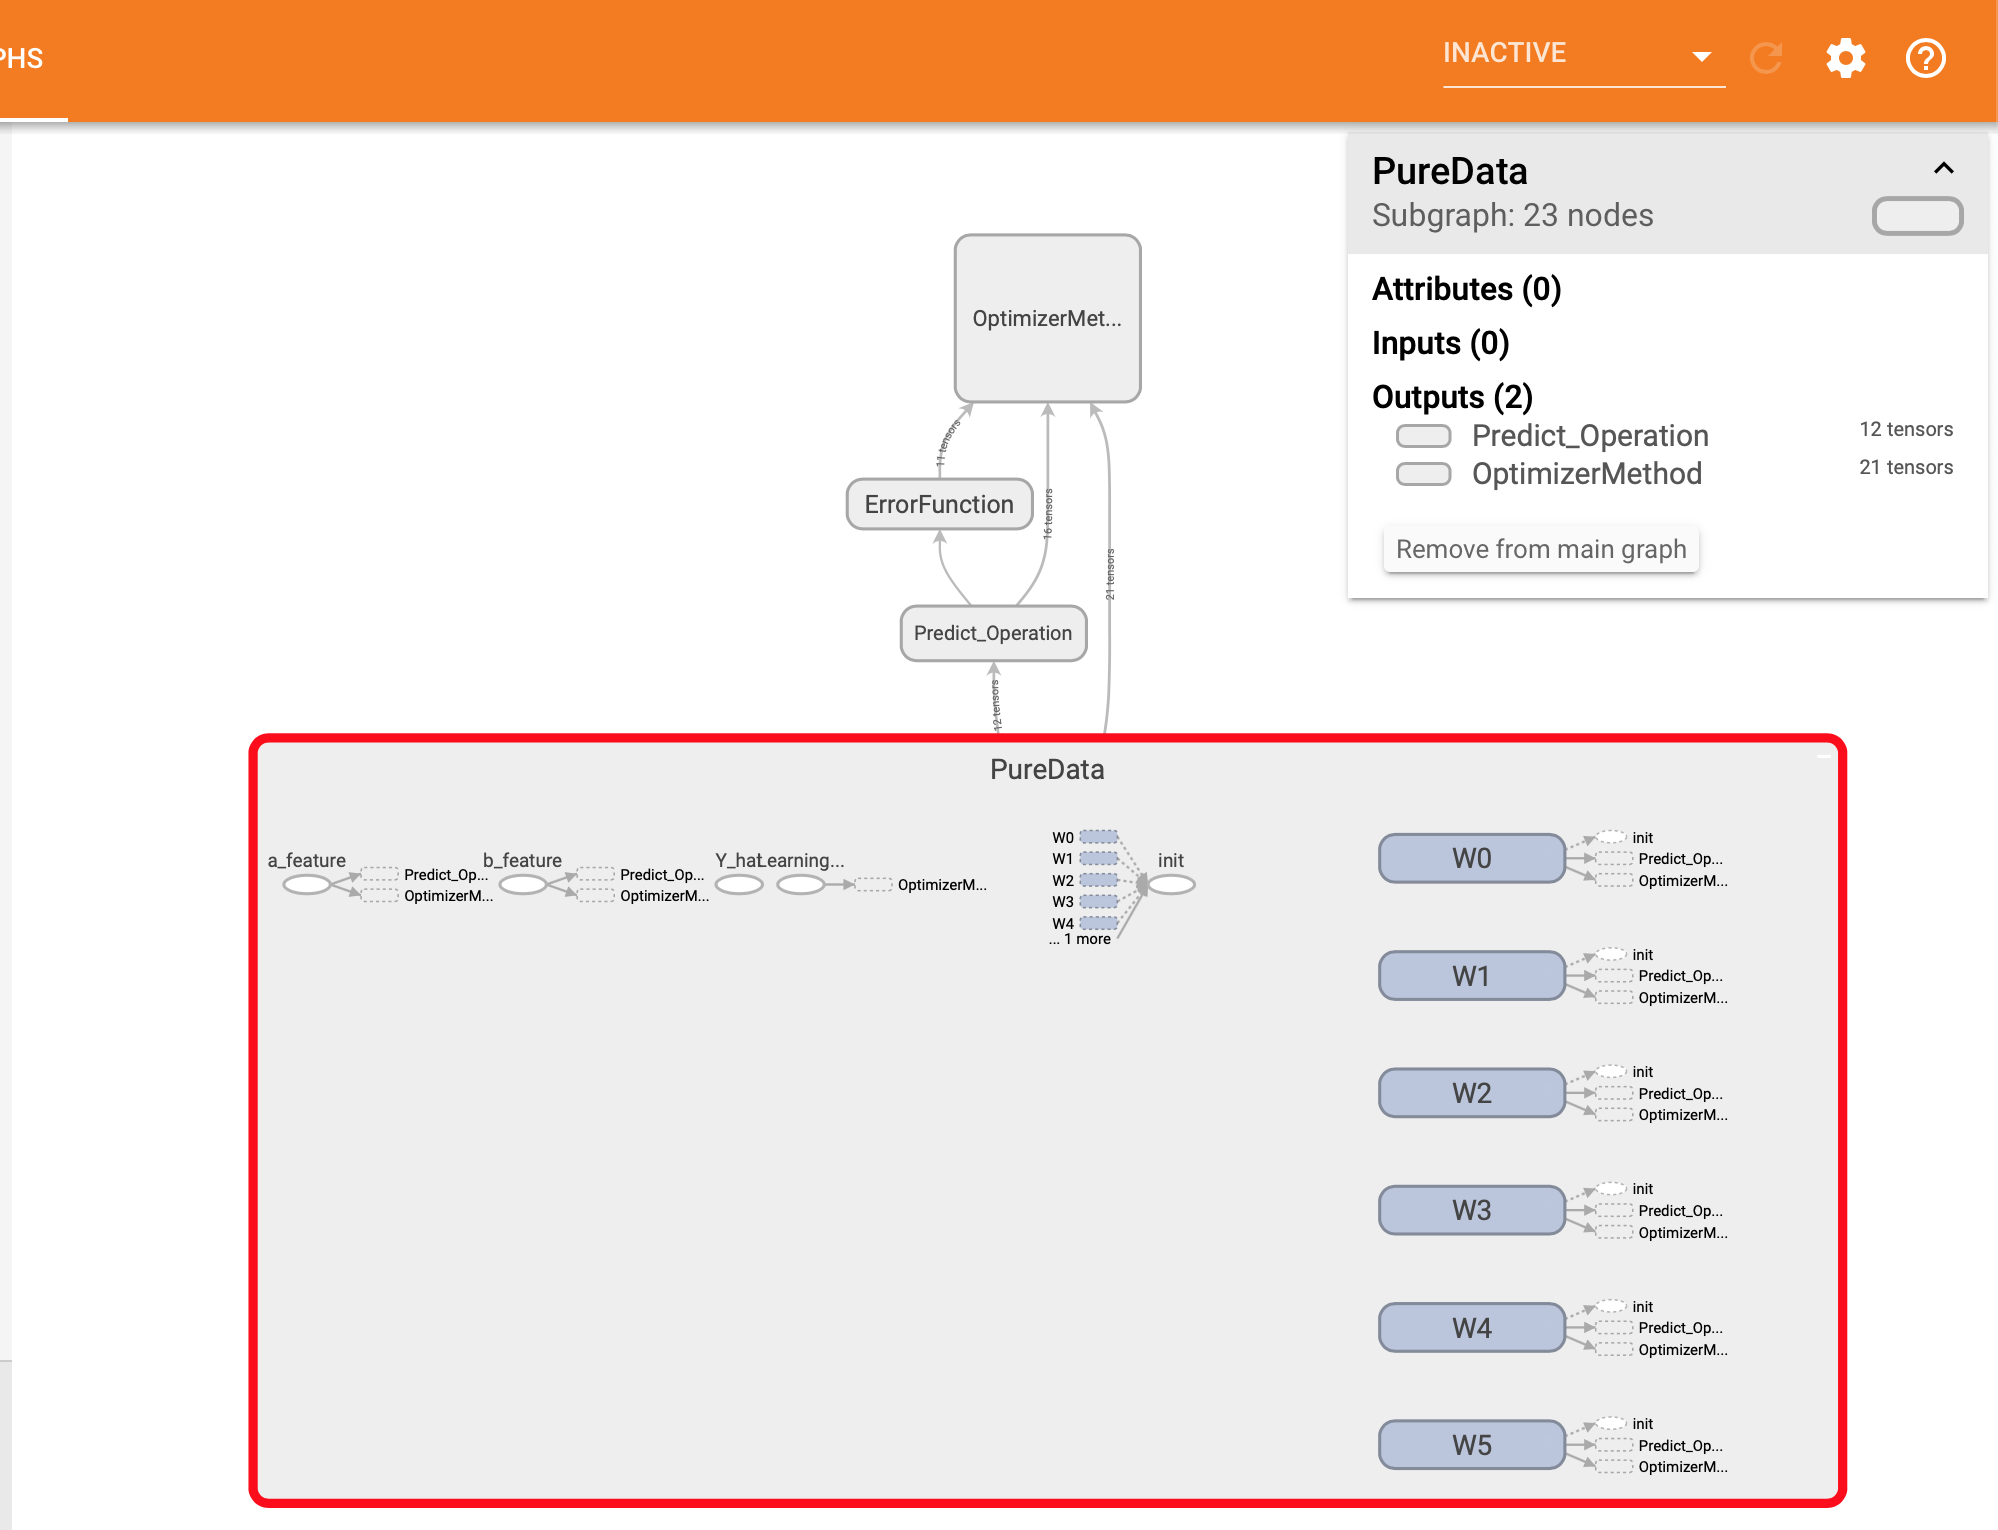 PHS
INACTIVE
PureData
Subgraph: 23 nodes
Attributes (0)
Inputs (0)
Outputs (2)
Predict_Operation 12 tensors
OptimizerMethod 21 tensors
Remove from main graph
OptimizerMet...
11 tensors
ErrorFunction
16 tensors
21 tensors
Predict_Operation
12 tensors
PureData
a_feature
Predict_Op...
OptimizerM...
b_feature
Predict_Op...
OptimizerM...
Y_hat
Learning...
OptimizerM...
W0
W1
W2
W3
W4
... 1 more
init
W0
init
Predict_Op...
OptimizerM...
W1
init
Predict_Op...
OptimizerM...
W2
init
Predict_Op...
OptimizerM...
W3
init
Predict_Op...
OptimizerM...
W4
init
Predict_Op...
OptimizerM...
W5
init
Predict_Op...
OptimizerM...